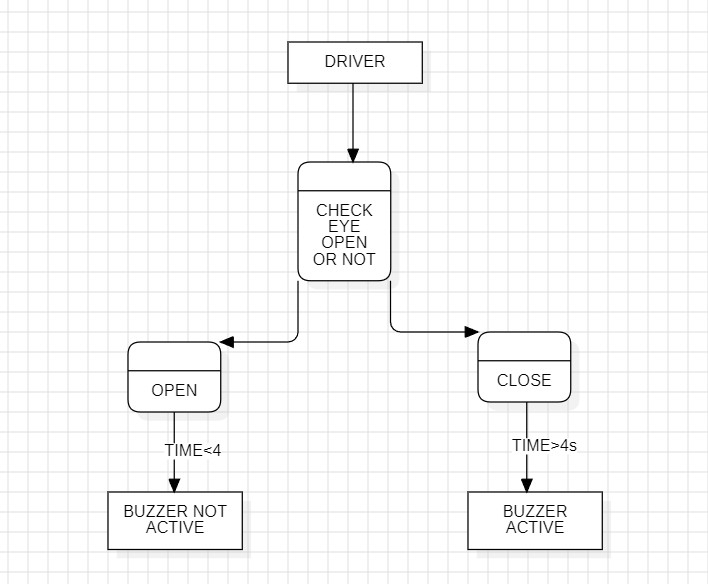 DRIVER
CHECK
EYE
OPEN
OR NOT
OPEN
CLOSE
TIME<4
TIME>4s
BUZZER NOT
ACTIVE
BUZZER
ACTIVE